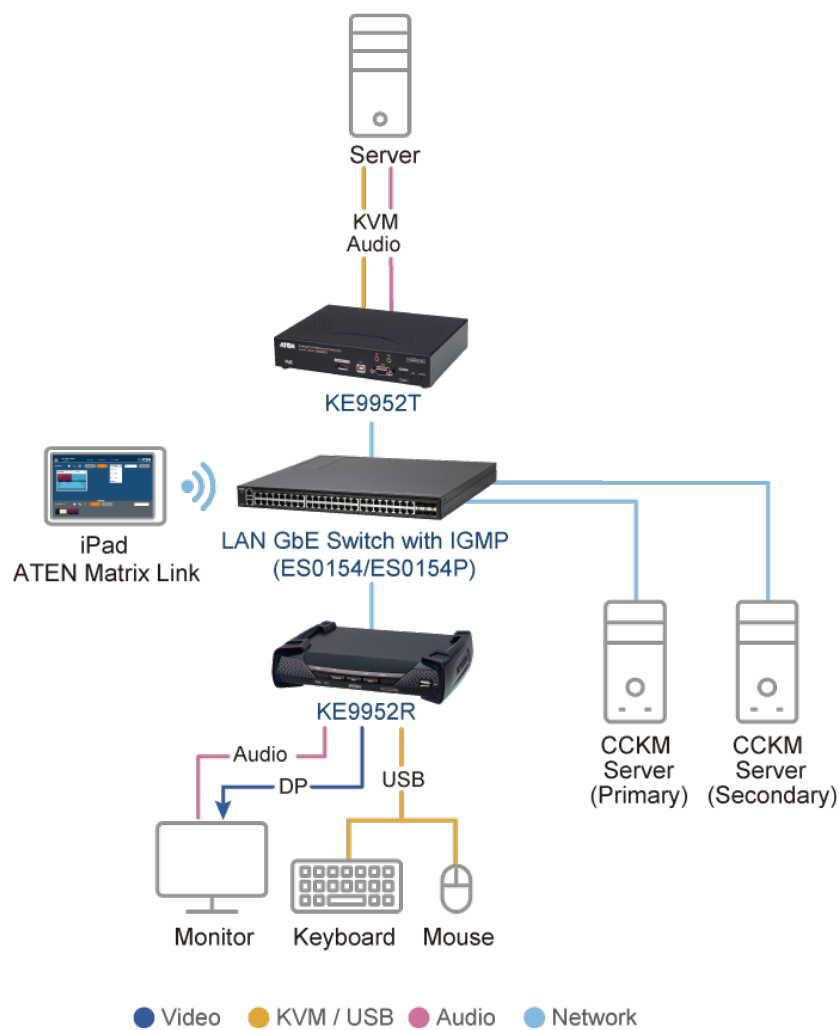 Server
KVM
Audio
ATEN
KE9952T
LAN GbE Switch with IGMP
(ES0154/ES0154P)
iPad
ATEN Matrix Link
KE9952R
Audio
DP
USB
CCKM
Server
(Primary)
CCKM
Server
(Secondary)
Monitor
Keyboard
Mouse
Video
KVM / USB
Audio
Network